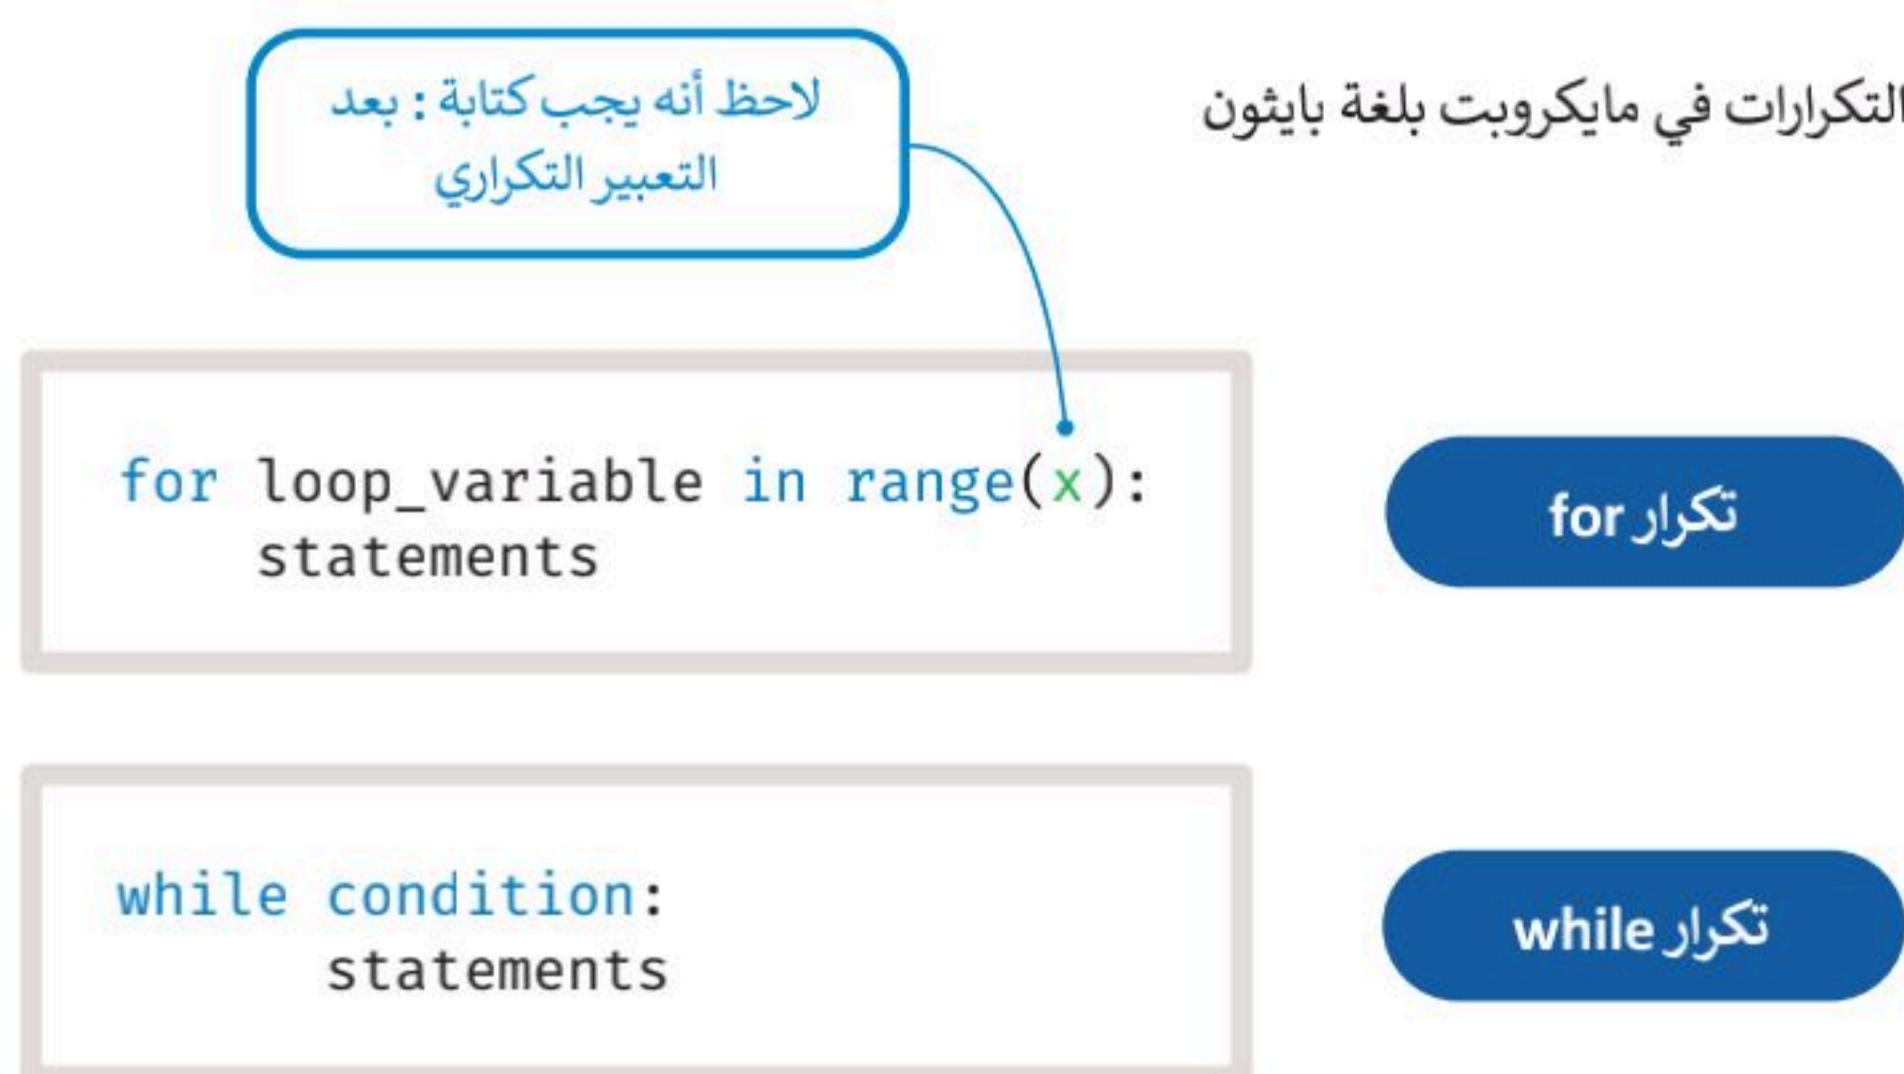 التكرارات في مايكروبت بلغة بايثون
لاحظ أنه يجب كتابة : بعد
التعبير التكراري
تكرار for
for loop_variable in range(x):
statements
تكرار while
while condition:
statements